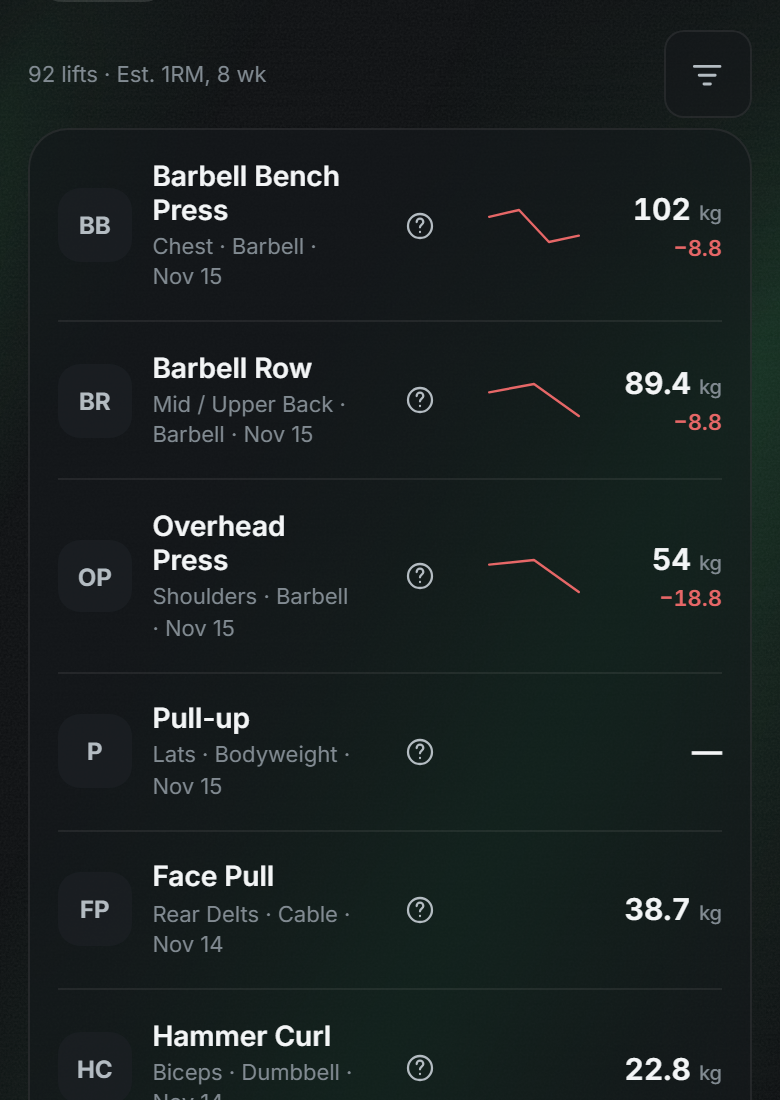 92 lifts · Est. 1RM, 8 wk
BB
Barbell Bench
Press
Chest · Barbell ·
Nov 15
102 kg
−8.8
BR
Barbell Row
Mid / Upper Back ·
Barbell · Nov 15
89.4 kg
−8.8
OP
Overhead
Press
Shoulders · Barbell
· Nov 15
54 kg
−18.8
P
Pull-up
Lats · Bodyweight ·
Nov 15
—
FP
Face Pull
Rear Delts · Cable ·
Nov 14
38.7 kg
HC
Hammer Curl
Biceps · Dumbbell ·
Nov 14
22.8 kg